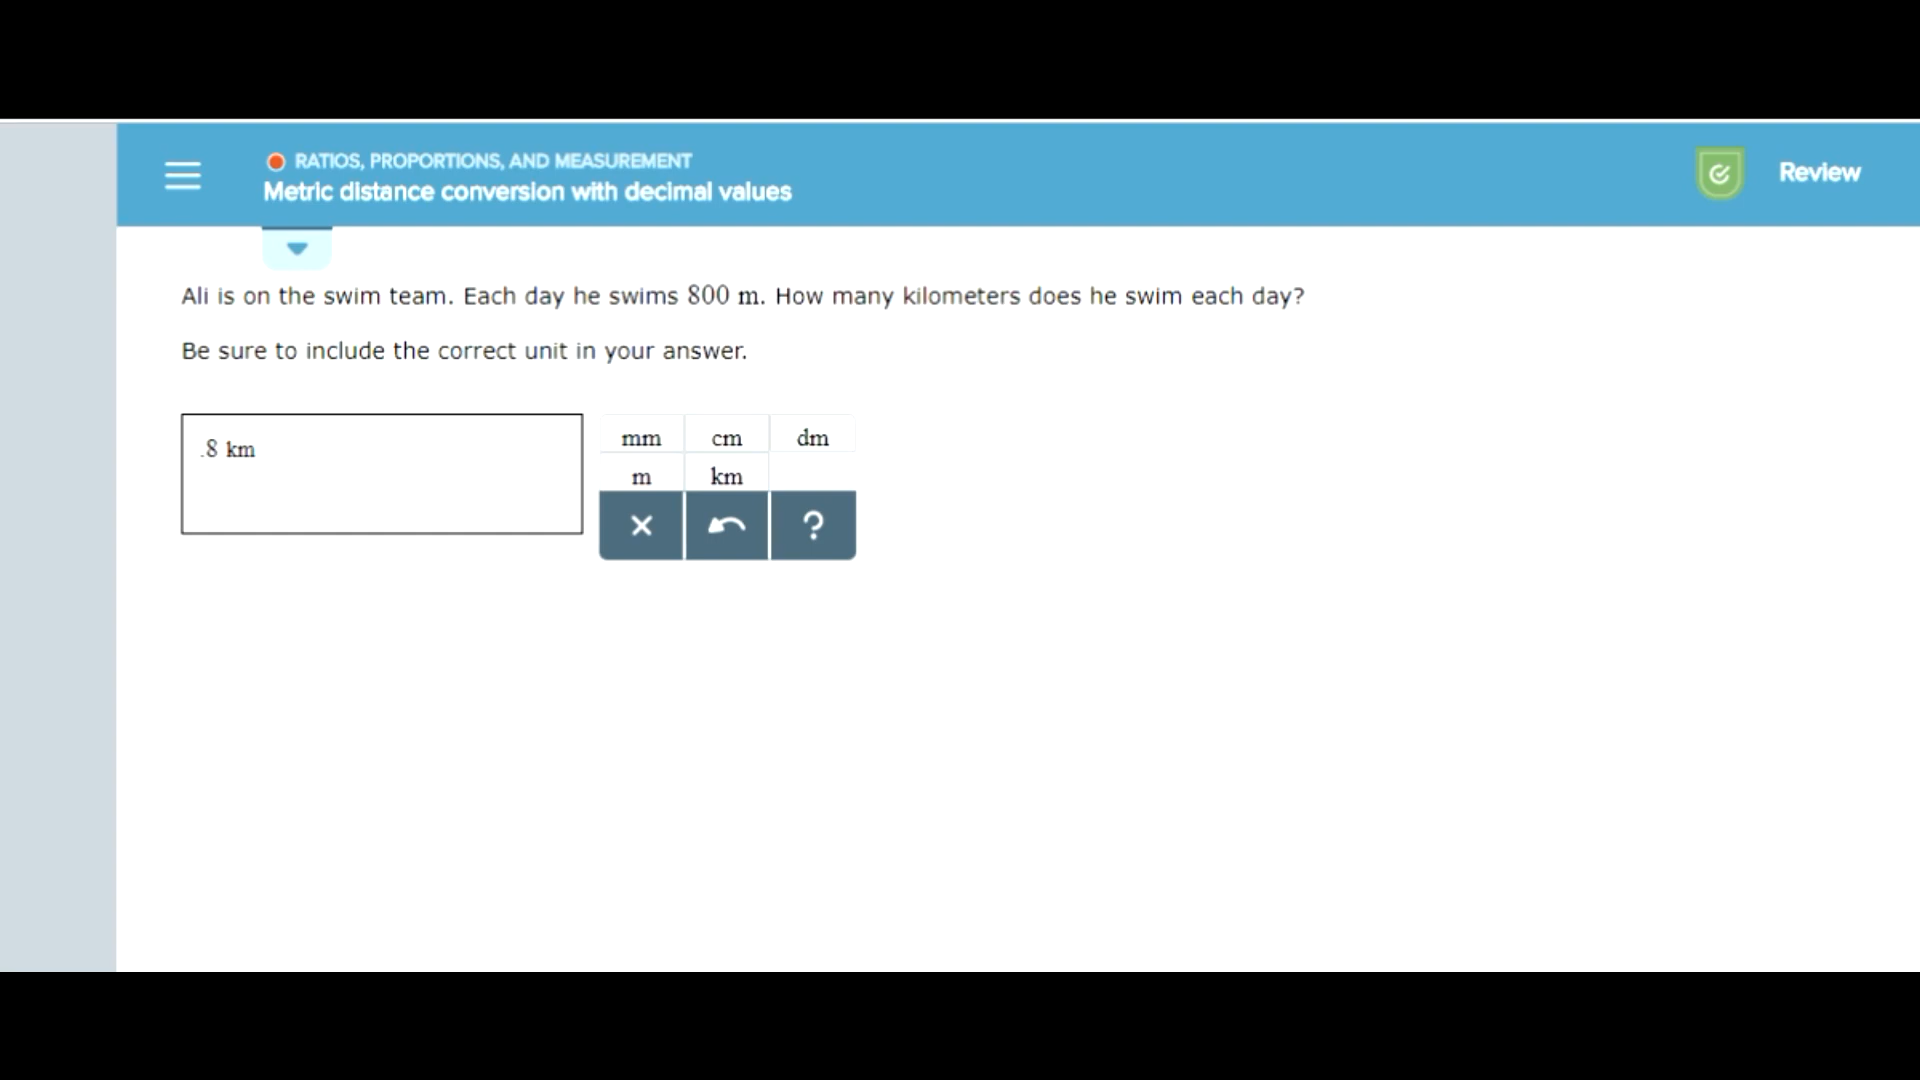 RATIOS, PROPORTIONS, AND MEASUREMENT
Metric distance conversion with decimal values
Review
Ali is on the swim team. Each day he swims 800 m. How many kilometers does he swim each day?
Be sure to include the correct unit in your answer.
.8 km
mm cm dm
m km
?